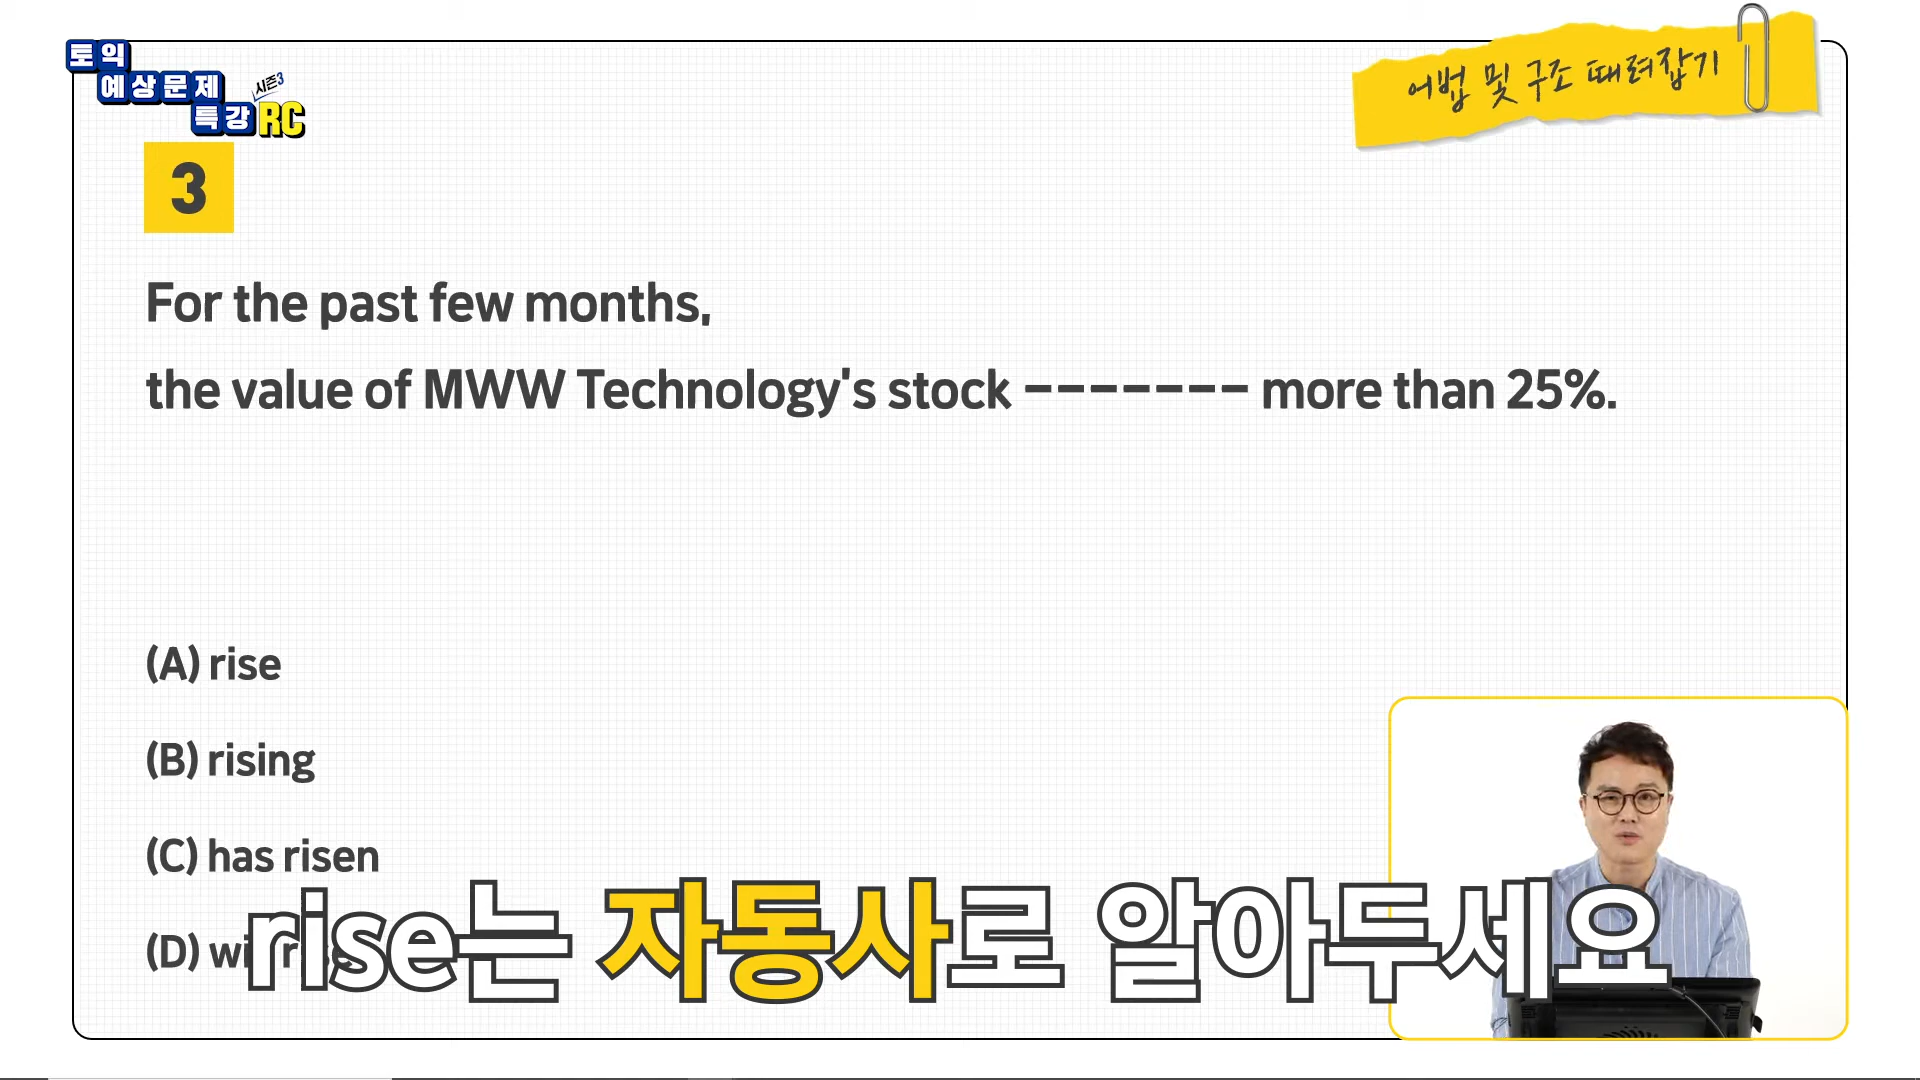 토익
예상문제
시즌3
특강 RC
어법 및 구조 때려잡기
3
For the past few months,
the value of MWW Technology's stock ------- more than 25%.
(A) rise
(B) rising
(C) has risen
(D)
rise는 자동사로 알아두세요